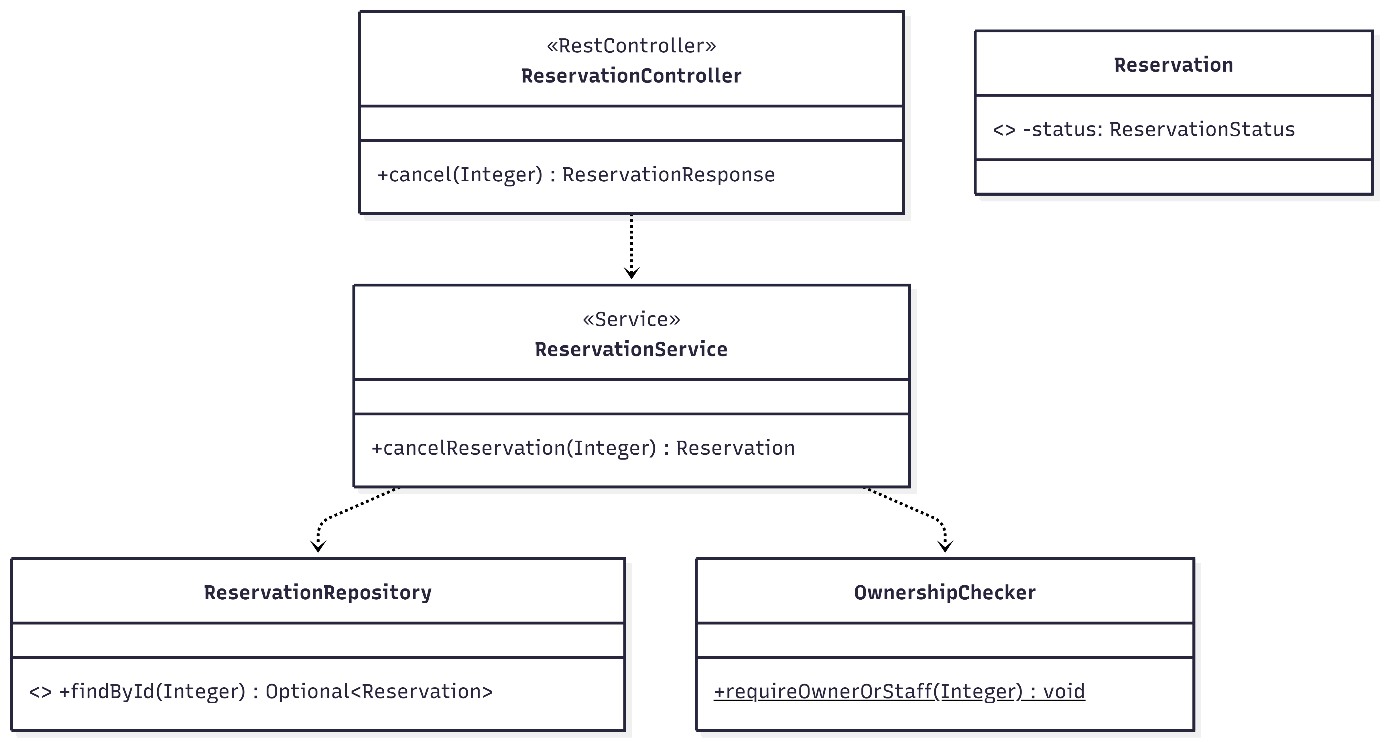 «RestController»
ReservationController
+cancel(Integer) : ReservationResponse
Reservation
<> -status: ReservationStatus
«Service»
ReservationService
+cancelReservation(Integer) : Reservation
ReservationRepository
<> +findById(Integer) : Optional<Reservation>
OwnershipChecker
+requireOwnerOrStaff(Integer) : void